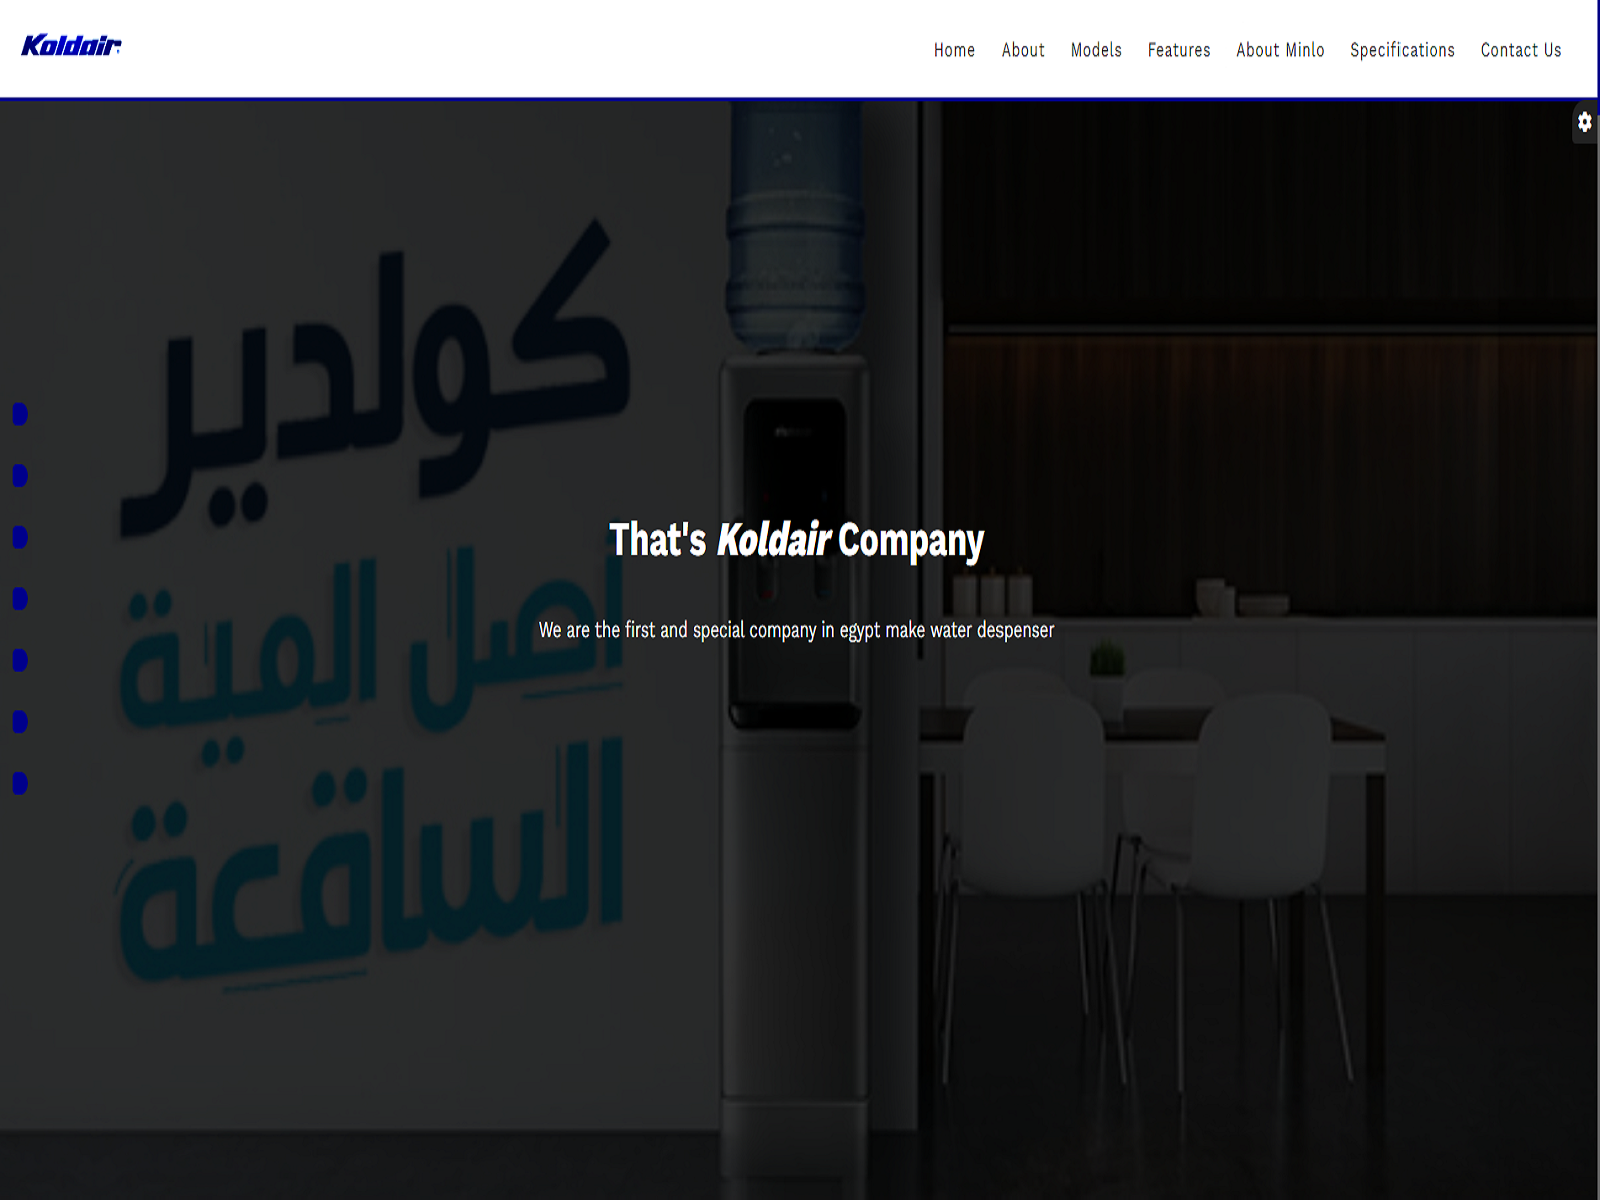 Koldair
Home About Models Features About Minlo Specifications Contact Us
كولدير
اصل المية
الساقعة
That's Koldair Company
We are the first and special company in egypt make water despenser